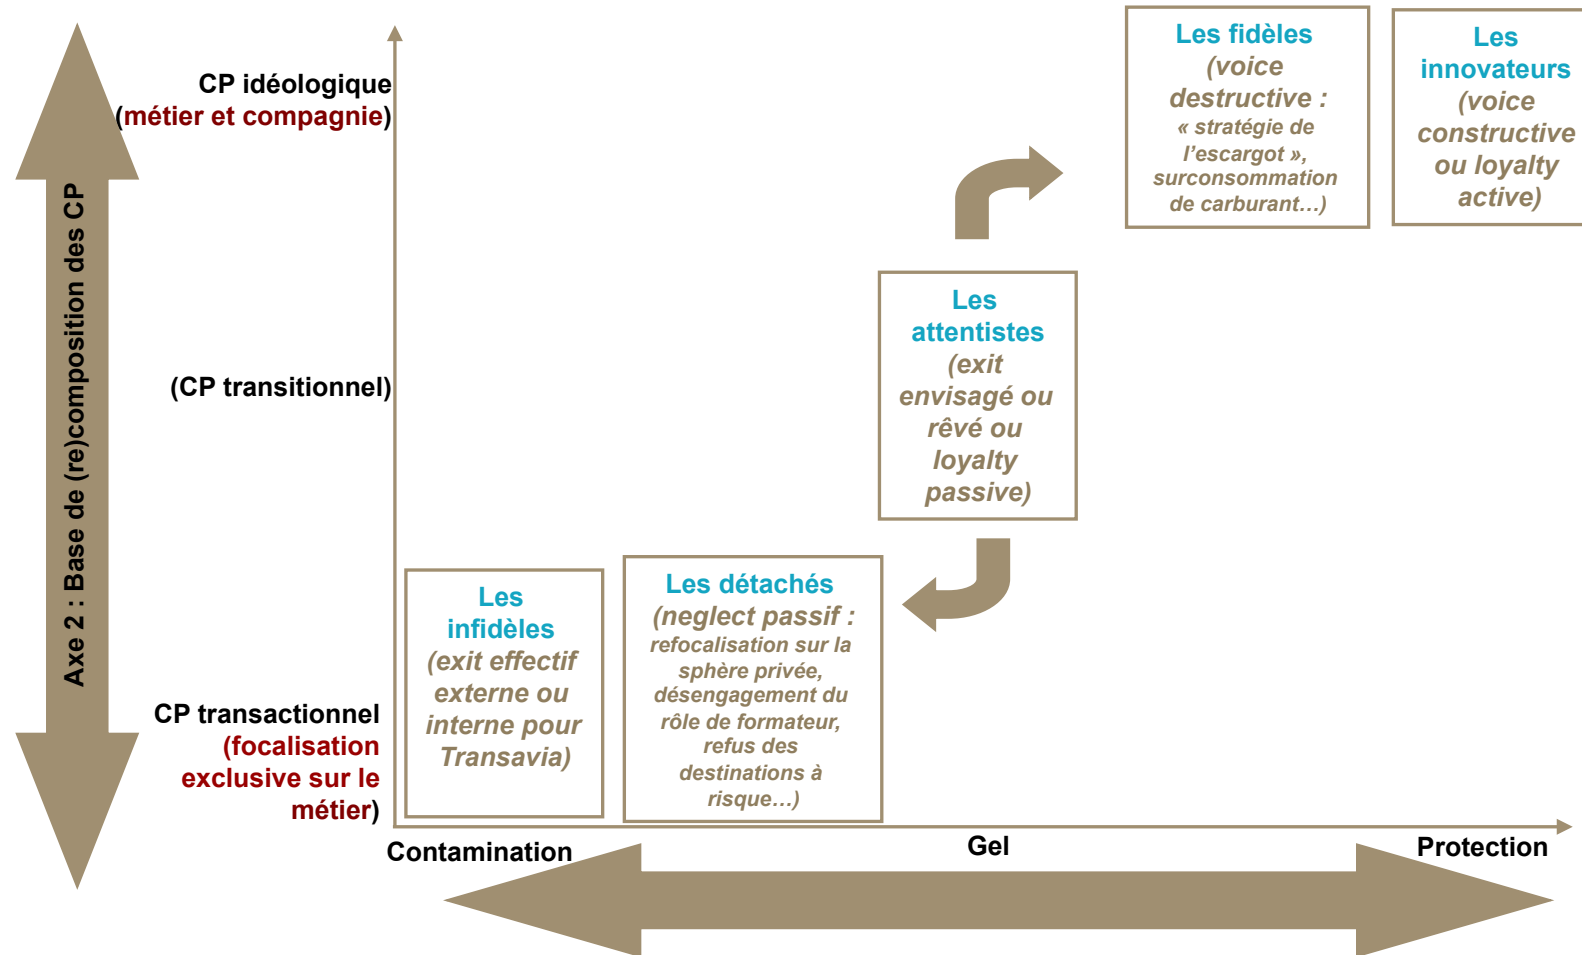 Axe 2 : Base de (re)composition des CP
CP idéologique
(métier et compagnie)
(CP transitionnel)
CP transactionnel
(focalisation
exclusive sur le
métier)
Les fidèles
(voice
destructive :
« stratégie de
l’escargot »,
surconsommation
de carburant…)
Les
innovateurs
(voice
constructive
ou loyalty
active)
Les
attentistes
(exit
envisagé ou
rêvé ou
loyalty
passive)
Les
infidèles
(exit effectif
externe ou
interne pour
Transavia)
Les détachés
(neglect passif :
refocalisation sur la
sphère privée,
désengagement du
rôle de formateur,
refus des
destinations à
risque…)
Contamination
Gel
Protection